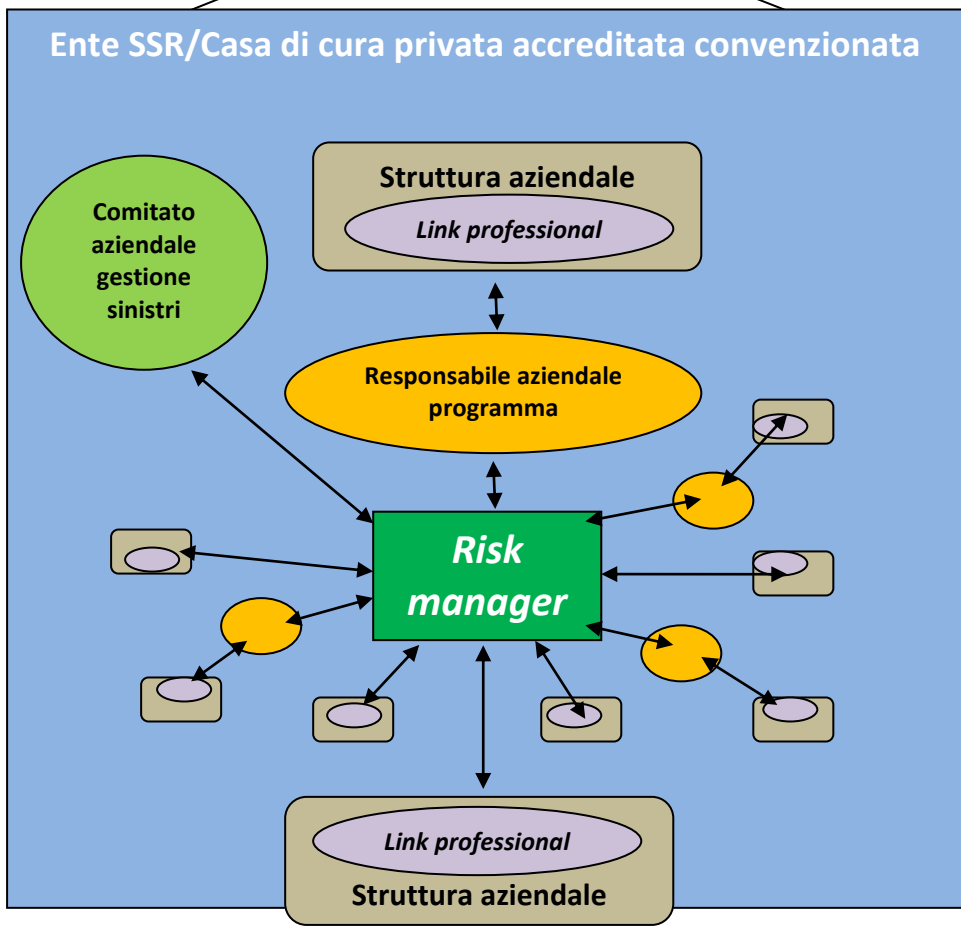 Ente SSR/Casa di cura privata accreditata convenzionata
Struttura aziendale
Link professional
Comitato
aziendale
gestione
sinistri
Responsabile aziendale
programma
Risk
manager
Link professional
Struttura aziendale